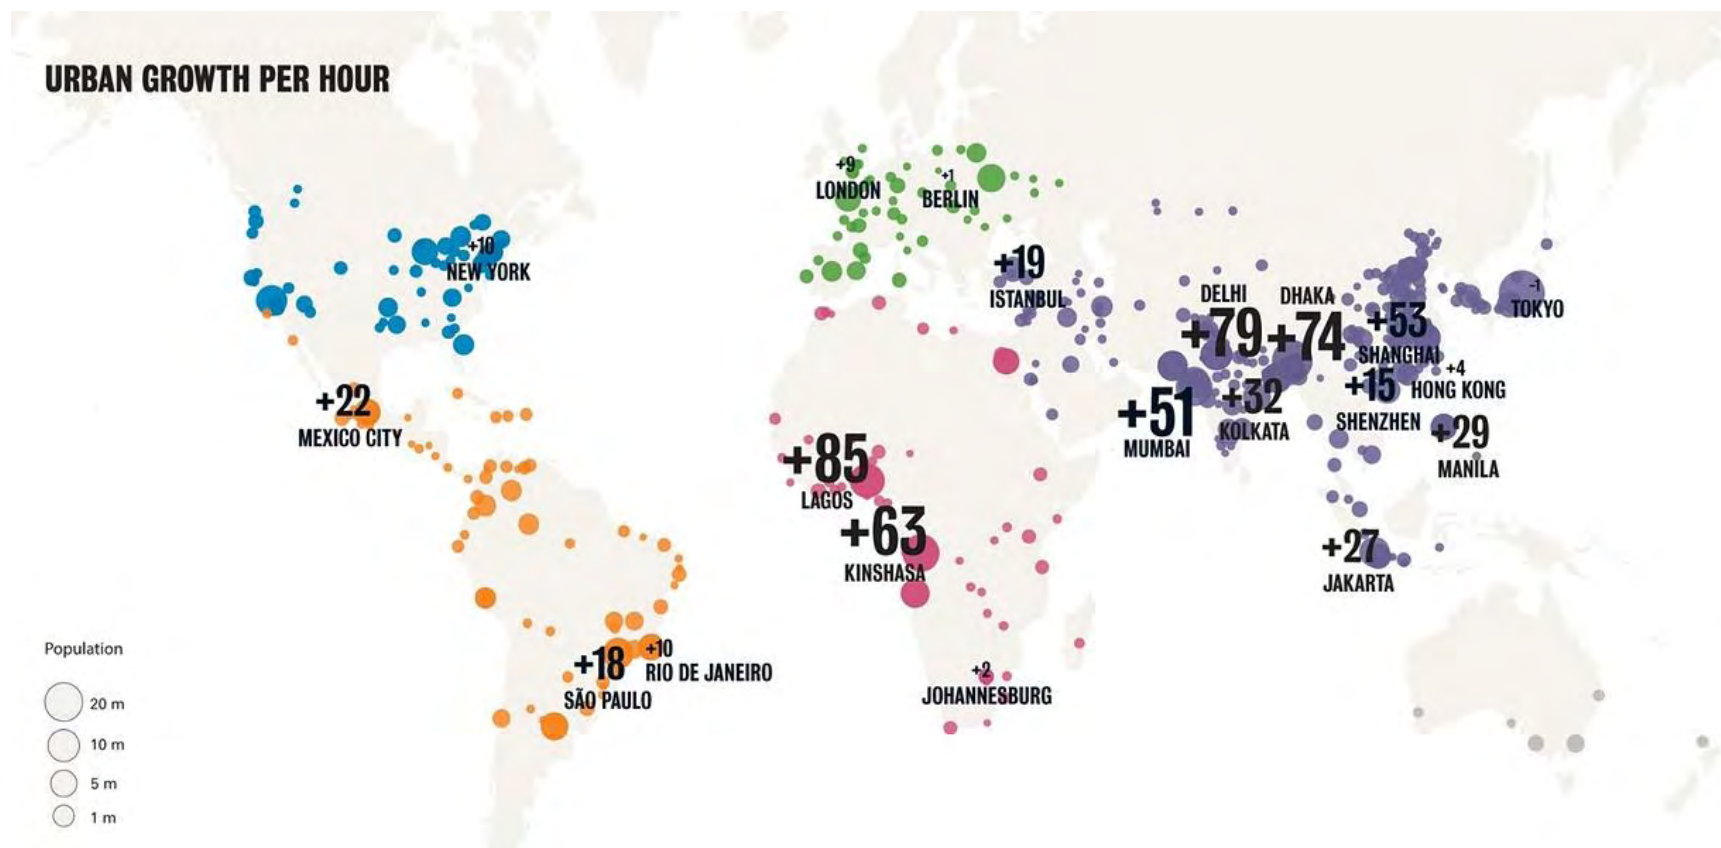 URBAN GROWTH PER HOUR
+9
LONDON
+1
BERLIN
+10
NEW YORK
+19
ISTANBUL
DELHI
+79
DHAKA
+74
-1
TOKYO
+53
SHANGHAI
+4
HONG KONG
+15
SHENZHEN
+22
MEXICO CITY
+51
MUMBAI
+32
KOLKATA
+29
MANILA
+85
LAGOS
+63
KINSHASA
+27
JAKARTA
+18
SÃO PAULO
+10
RIO DE JANEIRO
+2
JOHANNESBURG
Population
20 m
10 m
5 m
1 m